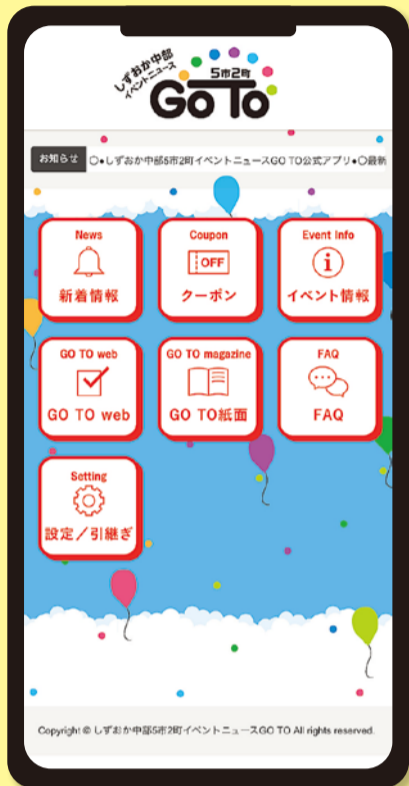 しずおか中部
イベントニュース
5市2町
GOTO
お知らせ ○●しずおか中部5市2町イベントニュースGO TO公式アプリ●○最新
News
新着情報
Coupon
OFF
クーポン
Event Info
イベント情報
GO TO web
GO TO web
GO TO magazine
GO TO紙面
FAQ
FAQ
Setting
設定／引継ぎ
Copyright © しずおか中部5市2町イベントニュースGO TO All rights reserved.